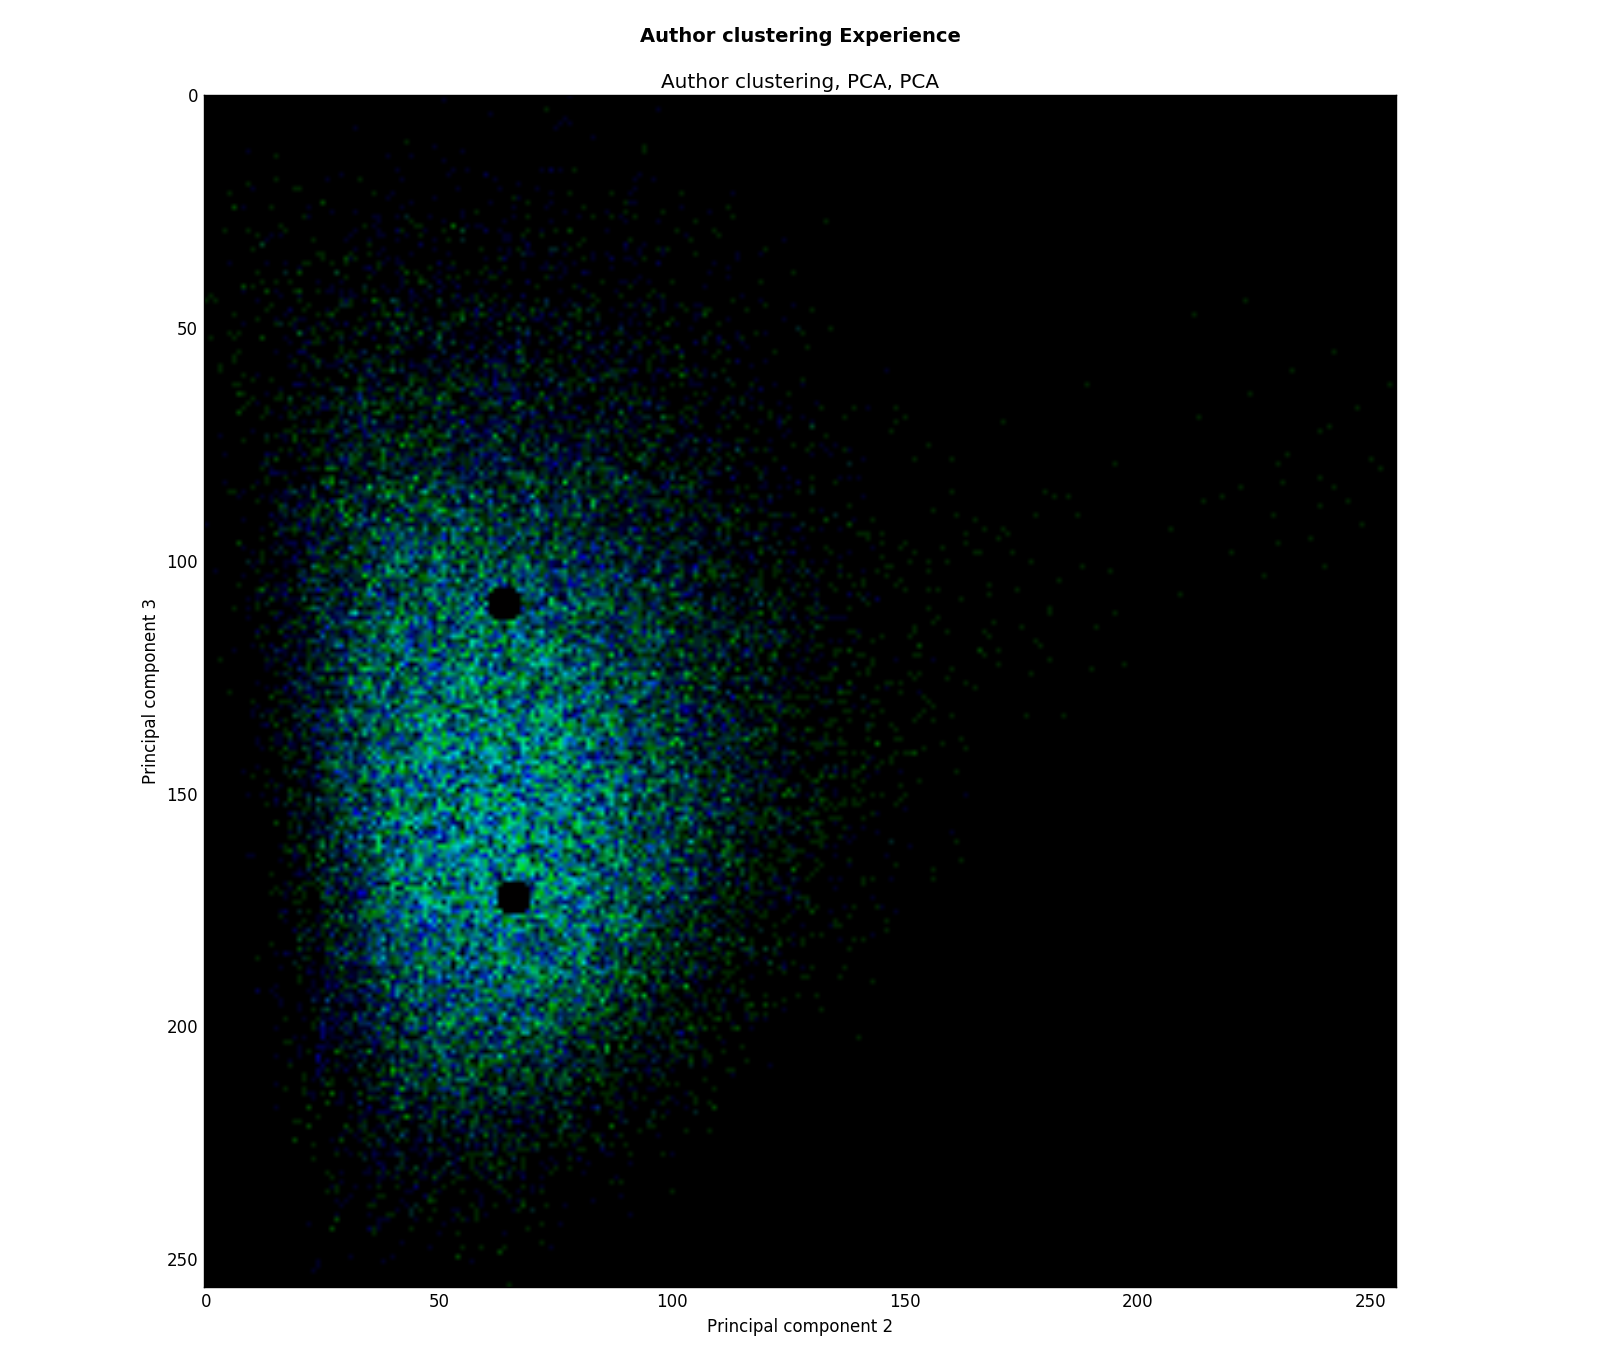 Author clustering Experience
Author clustering, PCA, PCA
0
50
100
150
200
250
Principal component 3
0 50 100 150 200 250
Principal component 2